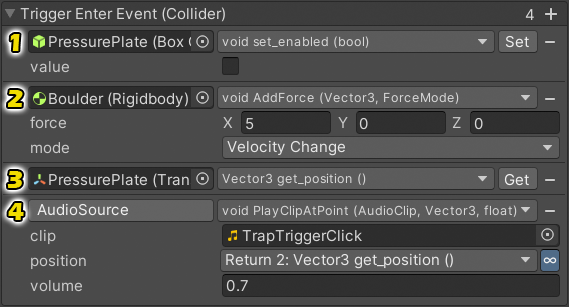 Trigger Enter Event (Collider) 4
1 PressurePlate (Box void set_enabled (bool) Set
value
2 Boulder (Rigidbody) void AddForce (Vector3, ForceMode)
force X 5 Y 0 Z 0
mode Velocity Change
3 PressurePlate (Tran Vector3 get_position () Get
4 AudioSource void PlayClipAtPoint (AudioClip, Vector3, float)
clip TrapTriggerClick
position Return 2: Vector3 get_position ()
volume 0.7